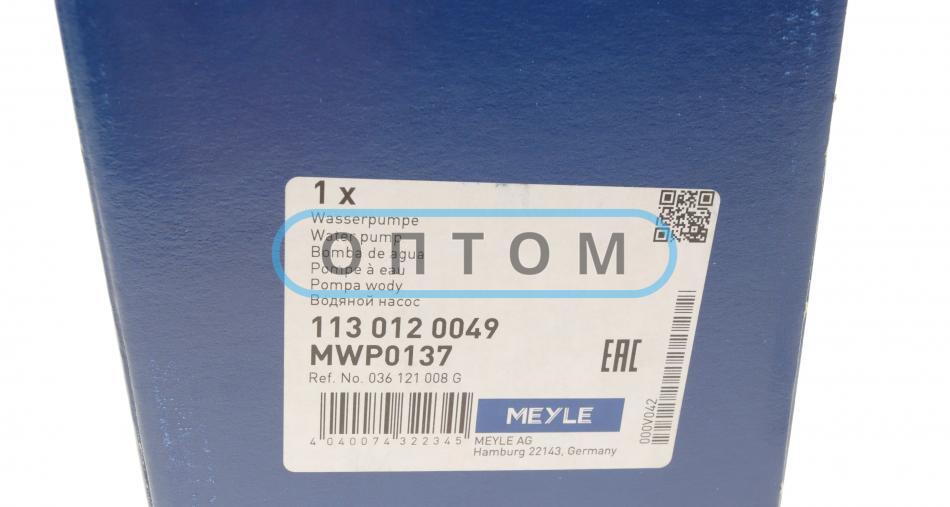 1 x
Wasserpumpe
Water pump
Bomba de agua
Pompe à eau
Pompa wody
Водяной насос
ОПТОМ
113 012 0049
MWP0137
EAC
Ref. No. 036 121 008 G
MEYLE
4 040074 322345
MEYLE AG
Hamburg 22143, Germany
000V042